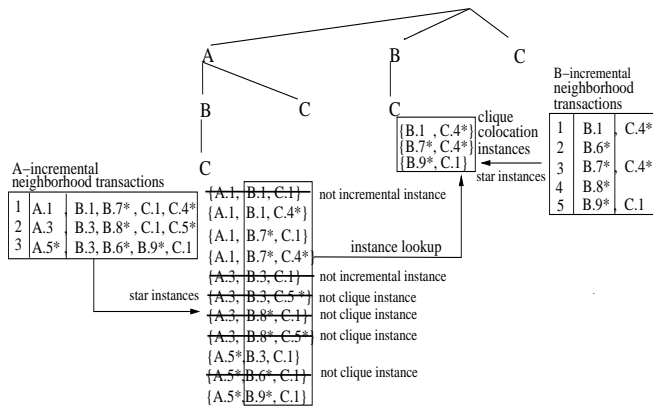 A
B
C
B
C
C
C
clique
colocation
instances
{B.1 , C.4*}
{B.7*, C.4*}
{B.9*, C.1}
B-incremental
neighborhood
transactions
1 B.1 , C.4*
2 B.6*
3 B.7* , C.4*
4 B.8*
5 B.9* , C.1
star instances
A-incremental
neighborhood transactions
1 A.1 , B.1, B.7* , C.1, C.4*
2 A.3 , B.3, B.8* , C.1, C.5*
3 A.5* , B.3, B.6*, B.9*, C.1
star instances
{A.1, B.1, C.1} not incremental instance
{A.1, B.1, C.4*}
{A.1, B.7*, C.1}
{A.1, B.7*, C.4*} instance lookup
{A.3, B.3, C.1} not incremental instance
{A.3, B.3, C.5*} not clique instance
{A.3, B.8*, C.1} not clique instance
{A.3, B.8*, C.5*} not clique instance
{A.5*,B.3, C.1}
{A.5*,B.6*, C.1} not clique instance
{A.5*,B.9*, C.1}